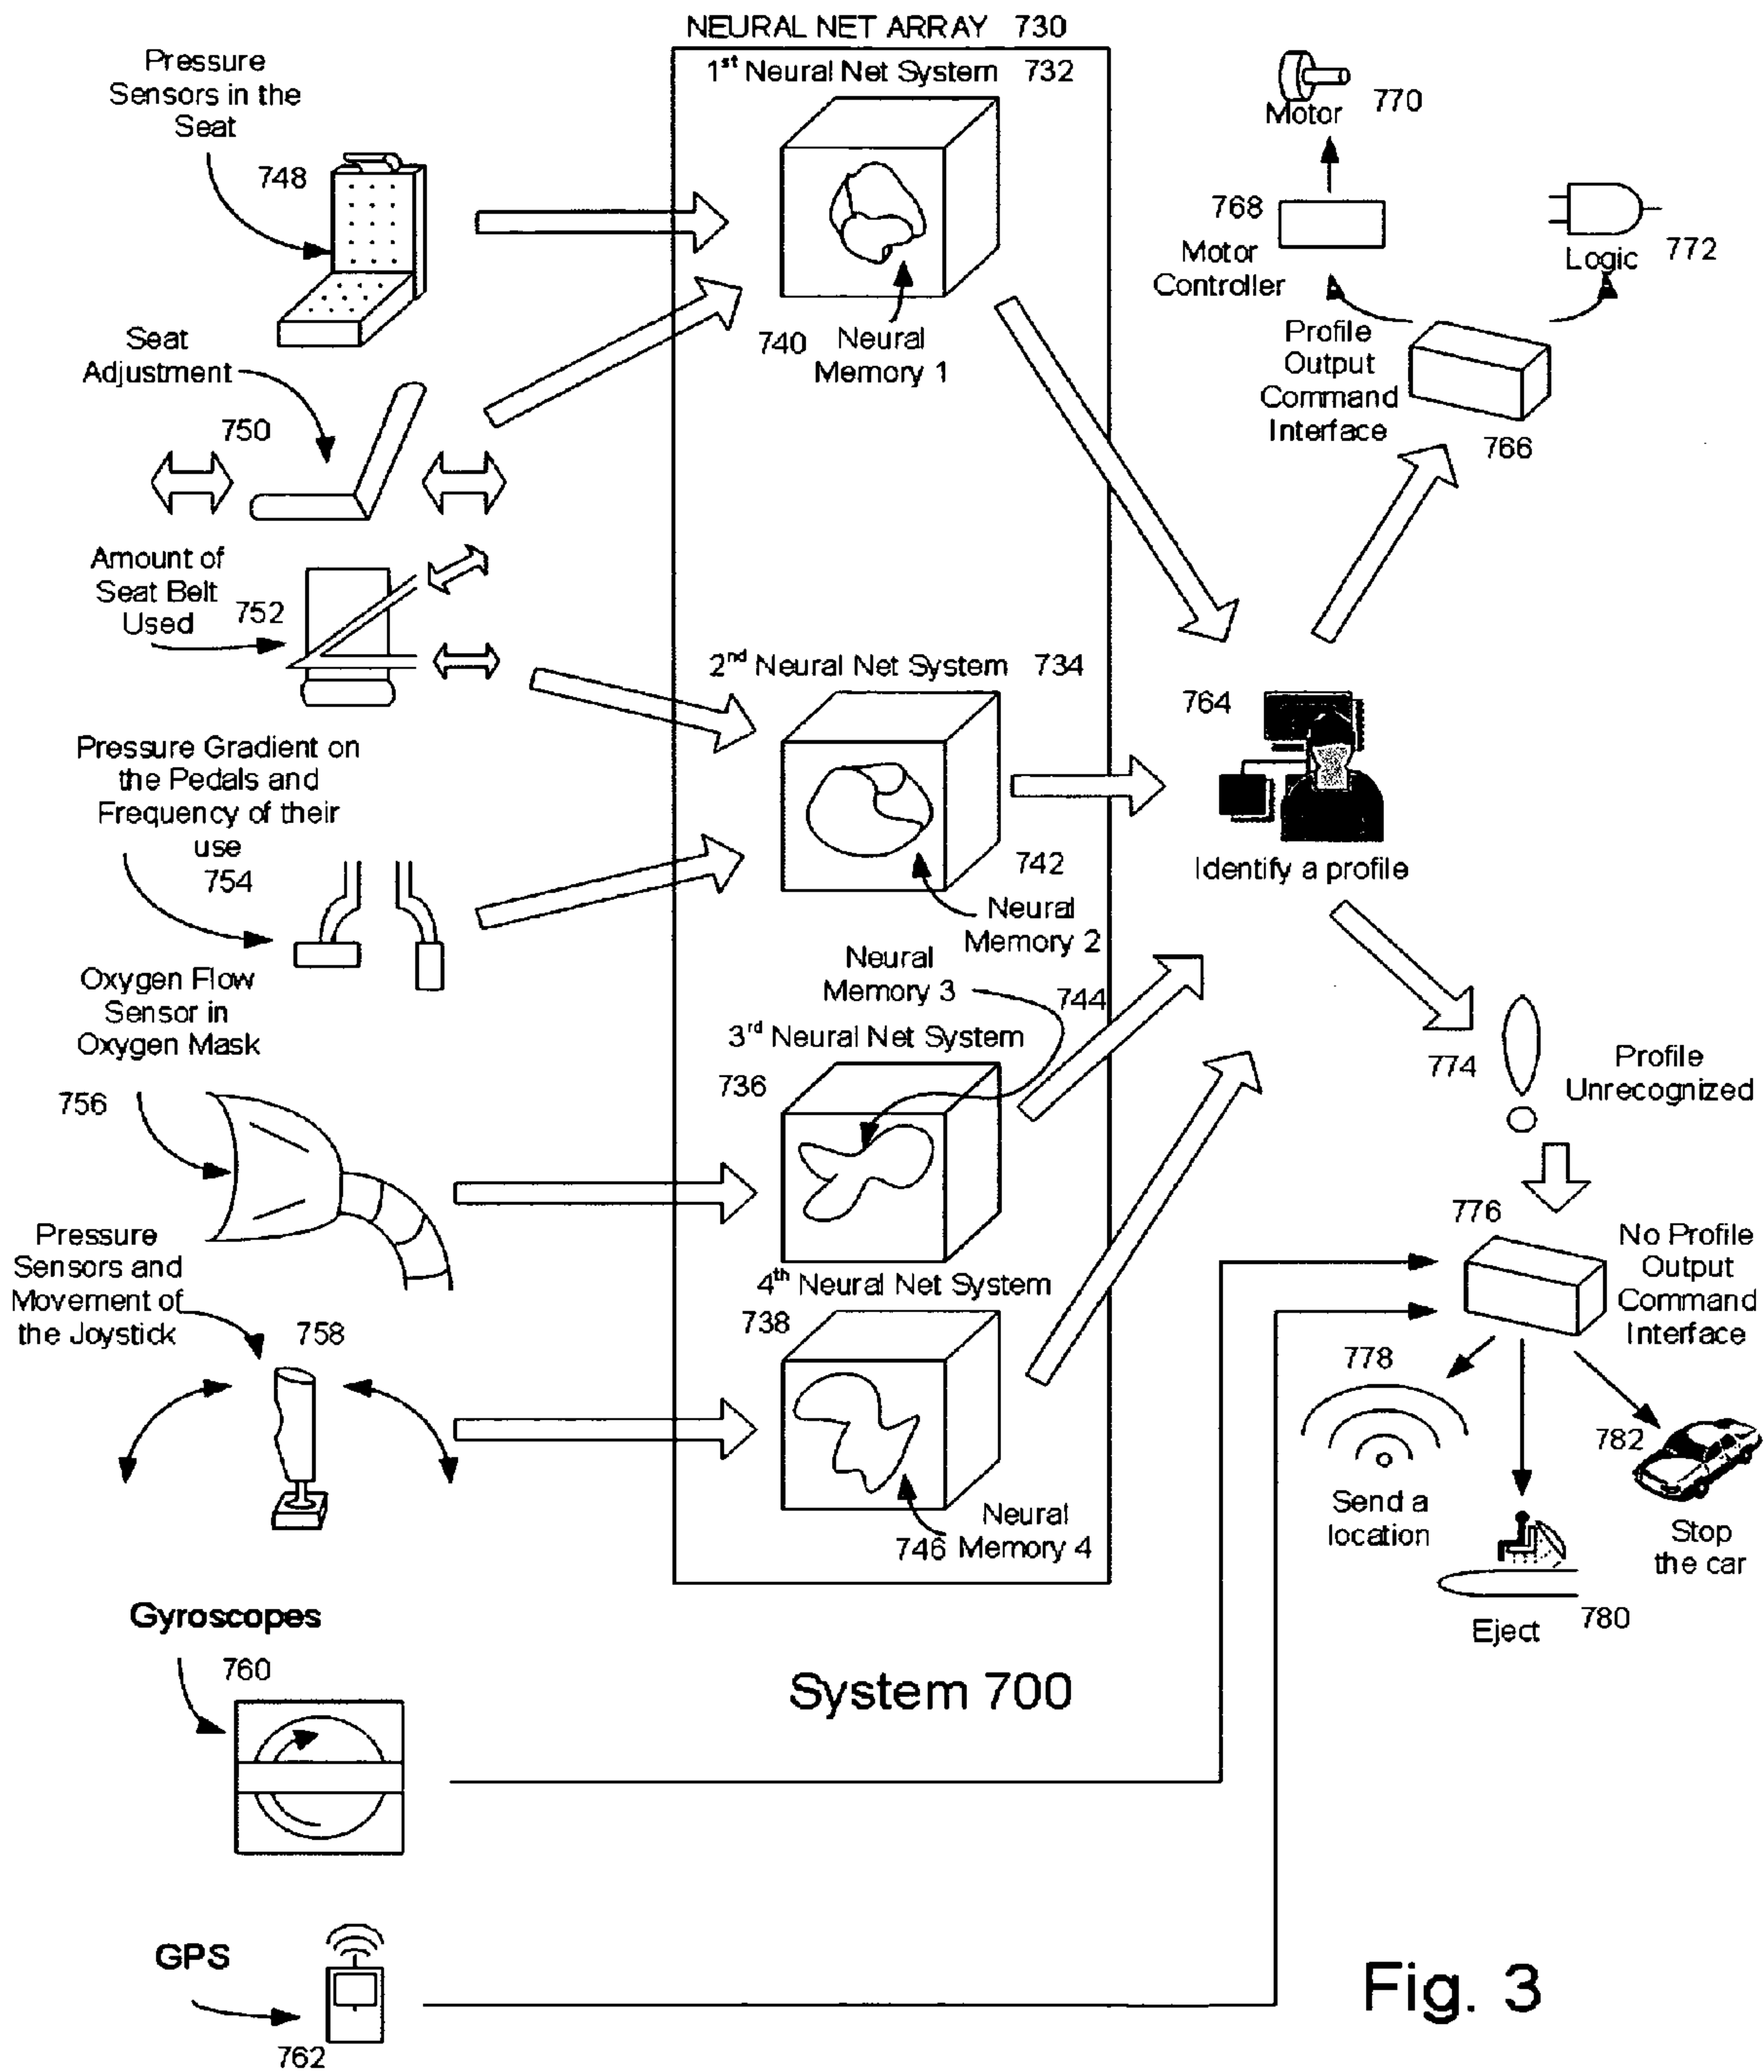 NEURAL NET ARRAY 730
Pressure
Sensors in the
Seat
748
Seat
Adjustment
750
Amount of
Seat Belt
Used
752
Pressure Gradient on
the Pedals and
Frequency of their
use
754
Oxygen Flow
Sensor in
Oxygen Mask
756
Pressure
Sensors and
Movement of
the Joystick
758
Gyroscopes
760
GPS
762
1st Neural Net System 732
740 Neural
Memory 1
2nd Neural Net System 734
742
Neural
Memory 2
Neural
Memory 3
744
3rd Neural Net System
736
4th Neural Net System
738
Neural
746 Memory 4
System 700
Motor 770
768
Motor
Controller
Logic 772
Profile
Output
Command
Interface
766
764
Identify a profile
774
Profile
Unrecognized
776
No Profile
Output
Command
Interface
778
Send a
location
782
Stop
the car
Eject 780
Fig. 3